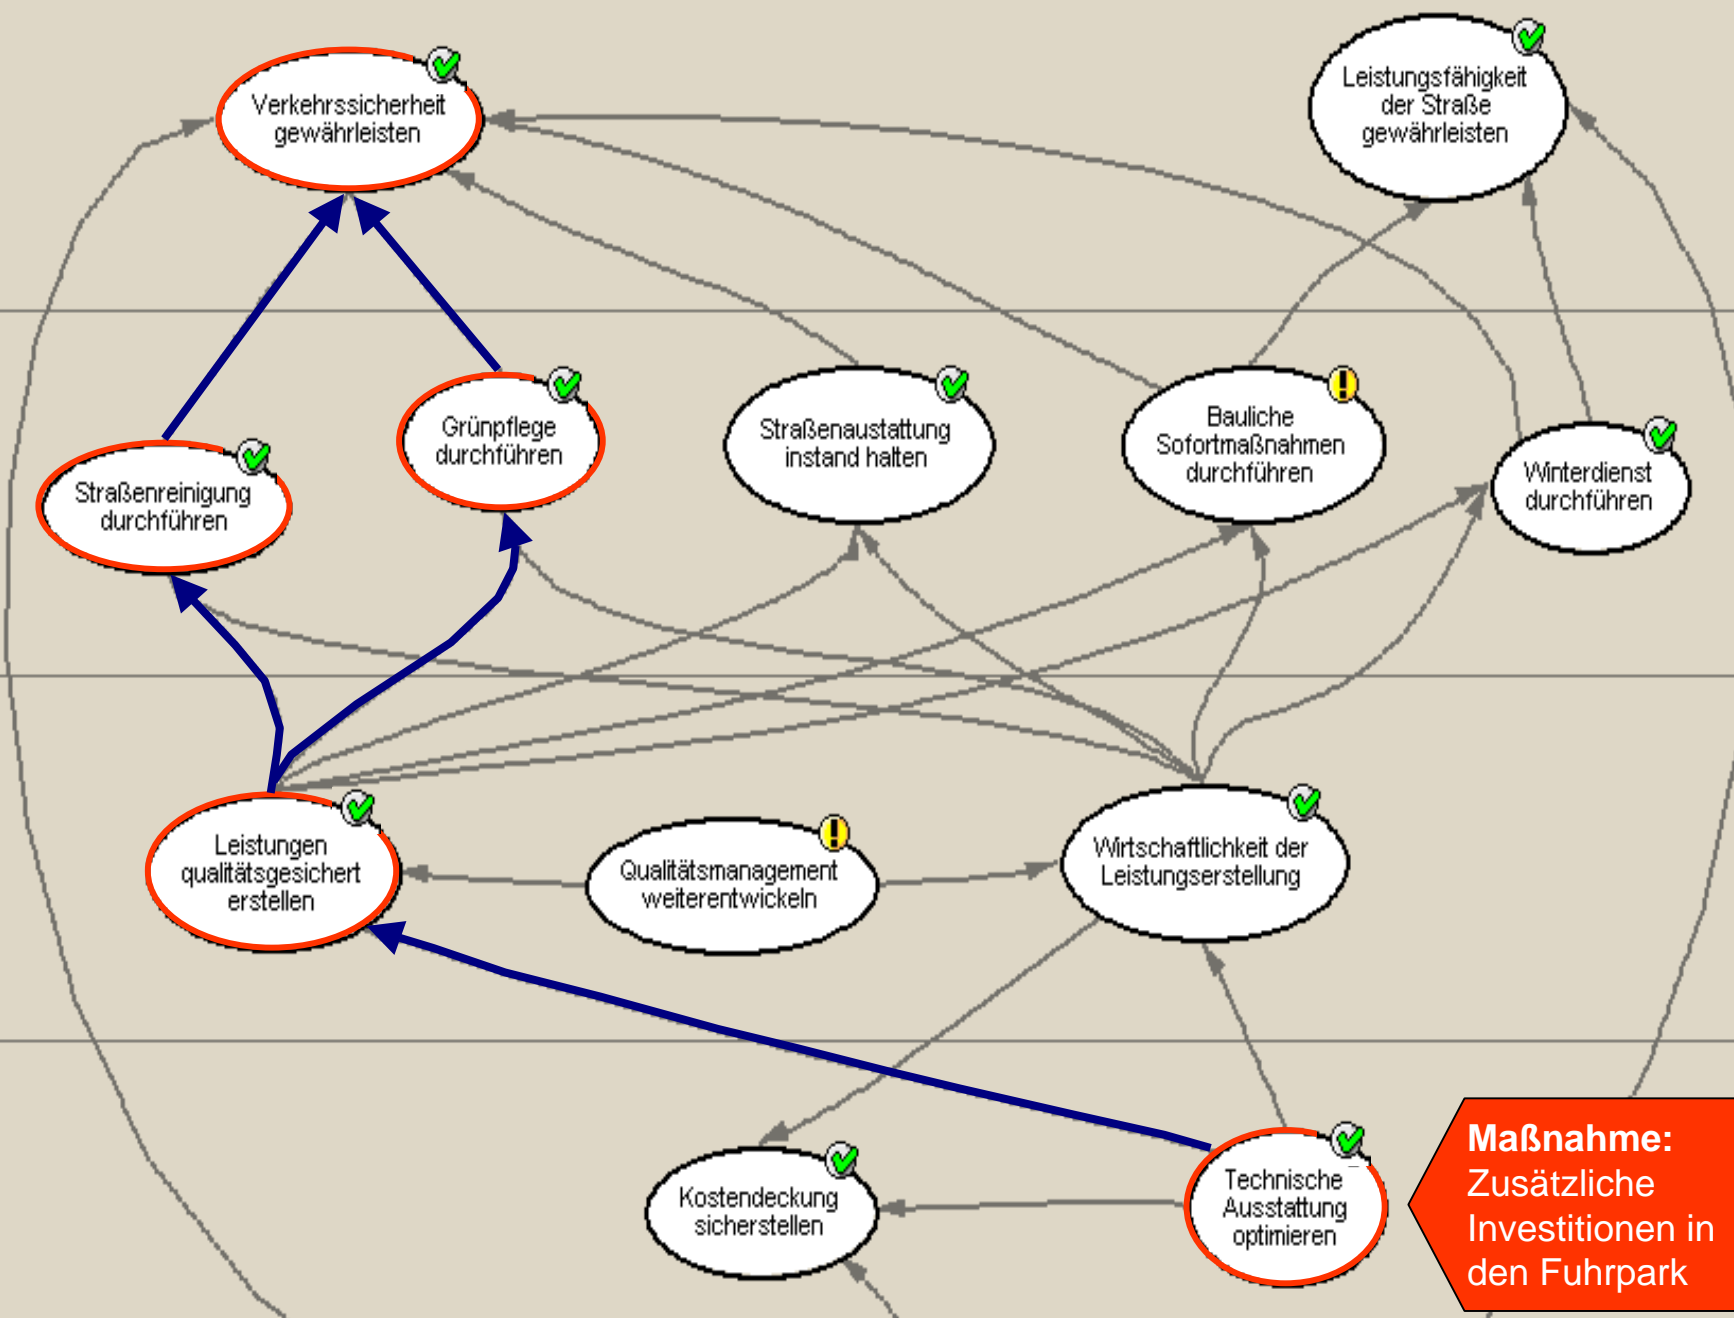 Verkehrssicherheit
gewährleisten
Leistungsfähigkeit
der Straße
gewährleisten
Straßenreinigung
durchführen
Grünpflege
durchführen
Straßenaustattung
instand halten
Bauliche
Sofortmaßnahmen
durchführen
Winterdienst
durchführen
Leistungen
qualitätsgesichert
erstellen
Qualitätsmanagement
weiterentwickeln
Wirtschaftlichkeit der
Leistungserstellung
Kostendeckung
sicherstellen
Technische
Ausstattung
optimieren
Maßnahme:
Zusätzliche
Investitionen in
den Fuhrpark